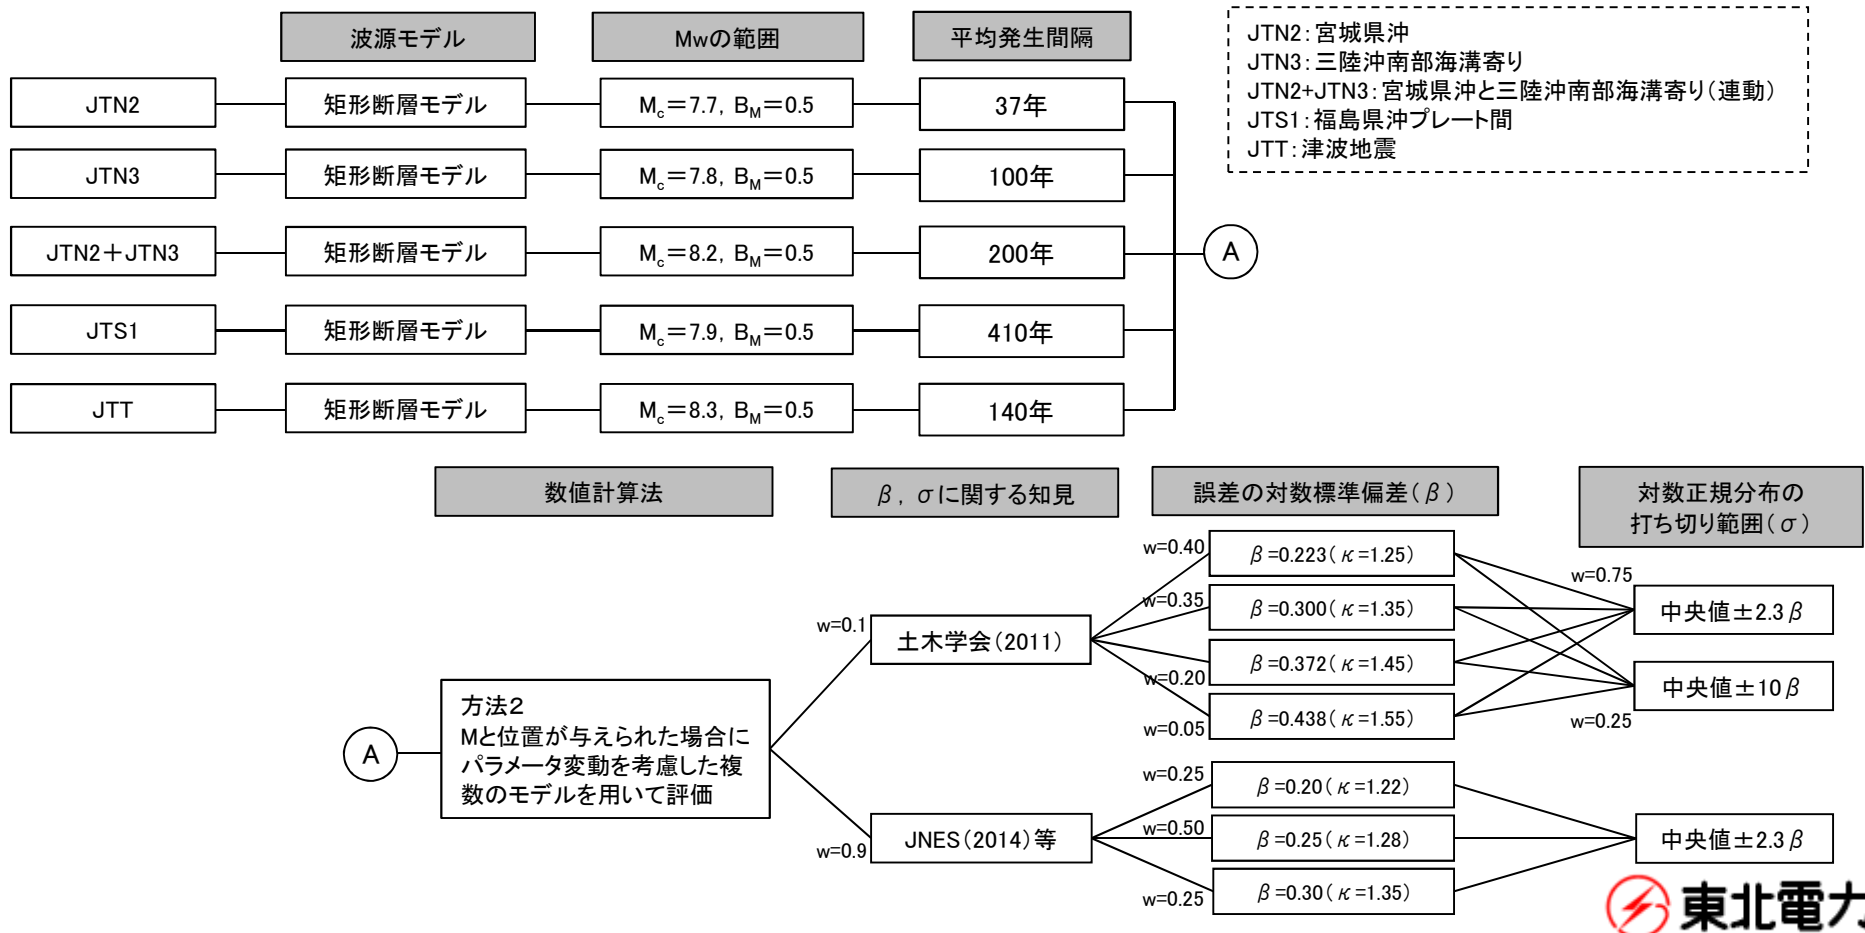 波源モデル
Mwの範囲
平均発生間隔
JTN2
矩形断層モデル
Mc=7.7, BM=0.5
37年
JTN3
矩形断層モデル
Mc=7.8, BM=0.5
100年
JTN2+JTN3
矩形断層モデル
Mc=8.2, BM=0.5
200年
JTS1
矩形断層モデル
Mc=7.9, BM=0.5
410年
JTT
矩形断層モデル
Mc=8.3, BM=0.5
140年
A
JTN2:宮城県沖
JTN3:三陸沖南部海溝寄り
JTN2+JTN3:宮城県沖と三陸沖南部海溝寄り(連動)
JTS1:福島県沖プレート間
JTT:津波地震
数値計算法
β, σに関する知見
誤差の対数標準偏差(β)
対数正規分布の
打ち切り範囲(σ)
A
方法2
Mと位置が与えられた場合に
パラメータ変動を考慮した複
数のモデルを用いて評価
w=0.1
土木学会(2011)
w=0.40
β=0.223(κ=1.25)
w=0.35
β=0.300(κ=1.35)
w=0.20
β=0.372(κ=1.45)
w=0.05
β=0.438(κ=1.55)
w=0.75
中央値±2.3β
中央値±10β
w=0.25
w=0.9
JNES(2014)等
w=0.25
β=0.20(κ=1.22)
w=0.50
β=0.25(κ=1.28)
w=0.25
β=0.30(κ=1.35)
中央値±2.3β
東北電力